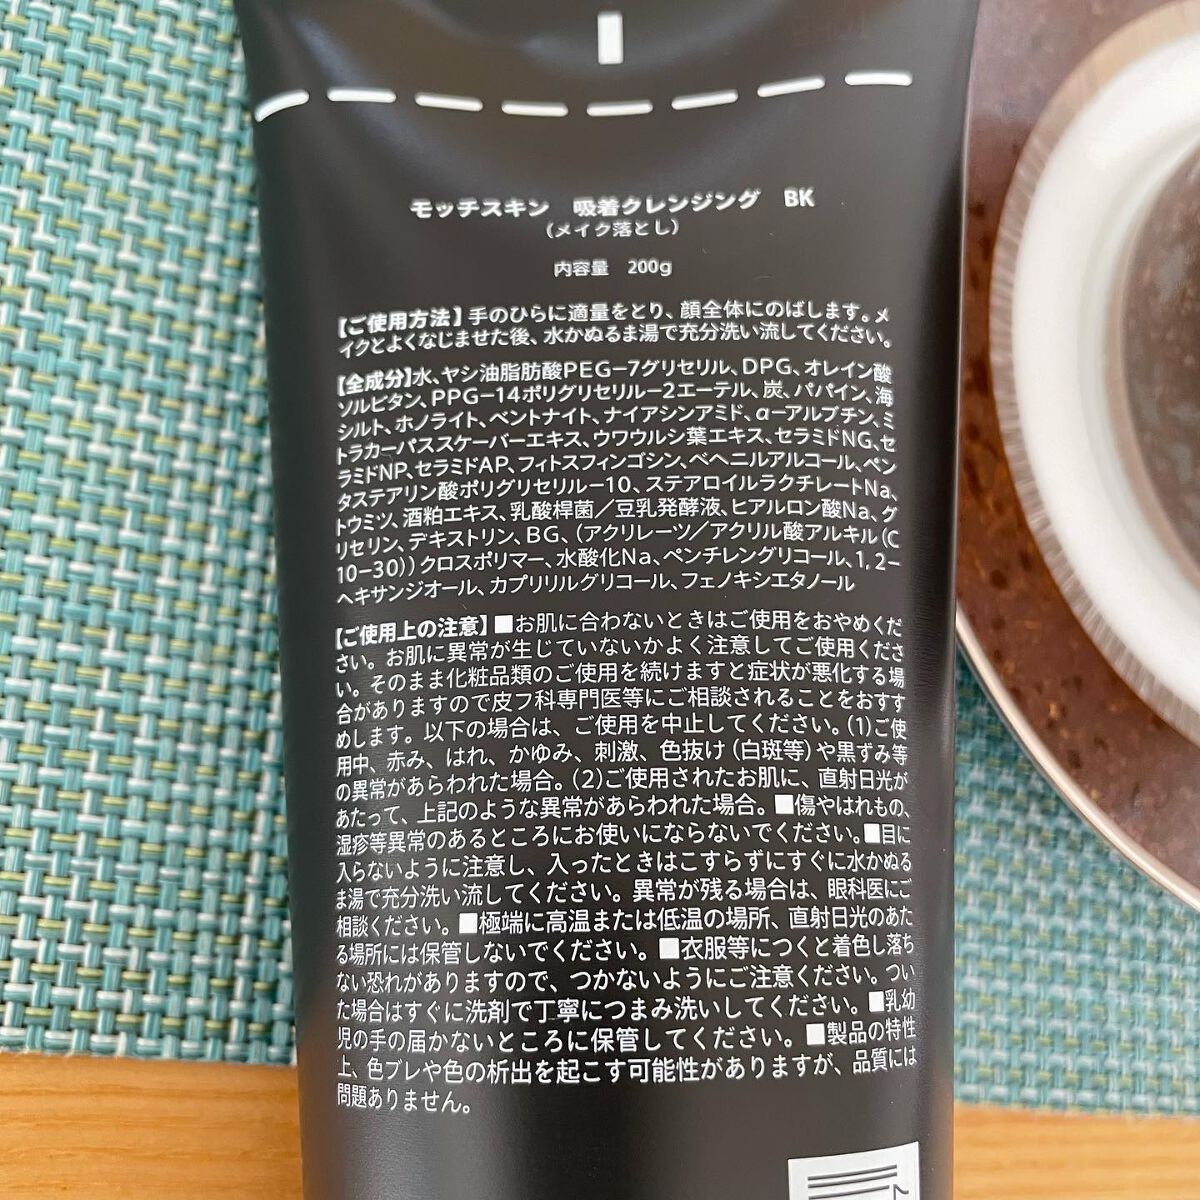 モッチスキン 吸着クレンジング BK
(メイク落とし)
内容量 200g
【ご使用方法】手のひらに適量をとり、顔全体にのばします。メ
イクとよくなじませた後、水かぬるま湯で充分洗い流してください。
【全成分】水、ヤシ油脂肪酸PEG-7グリセリル、DPG、オレイン酸
ソルビタン、PPG-14ポリグリセリル-2エーテル、炭、パパイン、海
シルト、ホノライト、ベントナイト、ナイアシンアミド、α-アルブチン、ミ
トラカーパススケーバーエキス、ウワウルシ葉エキス、セラミドNG、セ
ラミドNP、セラミドAP、フィトスフィンゴシン、ベヘニルアルコール、ペン
タステアリン酸ポリグリセリル-10、ステアロイルラクチレートNa、
トウミツ、酒粕エキス、乳酸桿菌/豆乳発酵液、ヒアルロン酸Na、グ
リセリン、デキストリン、BG、(アクリレーツ/アクリル酸アルキル(C
10-30))クロスポリマー、水酸化Na、ペンチレングリコール、1,2-
ヘキサンジオール、カプリリルグリコール、フェノキシエタノール
【ご使用上の注意】■お肌に合わないときはご使用をおやめくだ
さい。お肌に異常が生じていないかよく注意してご使用くださ
い。そのまま化粧品類のご使用を続けますと症状が悪化する場
合がありますので皮フ科専門医等にご相談されることをおすす
めします。以下の場合は、ご使用を中止してください。(1)ご使
用中、赤み、はれ、かゆみ、刺激、色抜け(白斑等)や黒ずみ等
の異常があらわれた場合。(2)ご使用されたお肌に、直射日光が
あたって、上記のような異常があらわれた場合。■傷やはれもの、
湿疹等異常のあるところにお使いにならないでください。■目に
入らないように注意し、入ったときはこすらずにすぐに水かぬる
ま湯で充分洗い流してください。異常が残る場合は、眼科医にご
相談ください。■極端に高温または低温の場所、直射日光のあた
る場所には保管しないでください。■衣服等につくと着色し落ち
ない恐れがありますので、つかないようにご注意ください。つい
た場合はすぐに洗剤で丁寧につまみ洗いしてください。■乳幼
児の手の届かないところに保管してください。■製品の特性
上、色ブレや色の析出を起こす可能性がありますが、品質には
問題ありません。